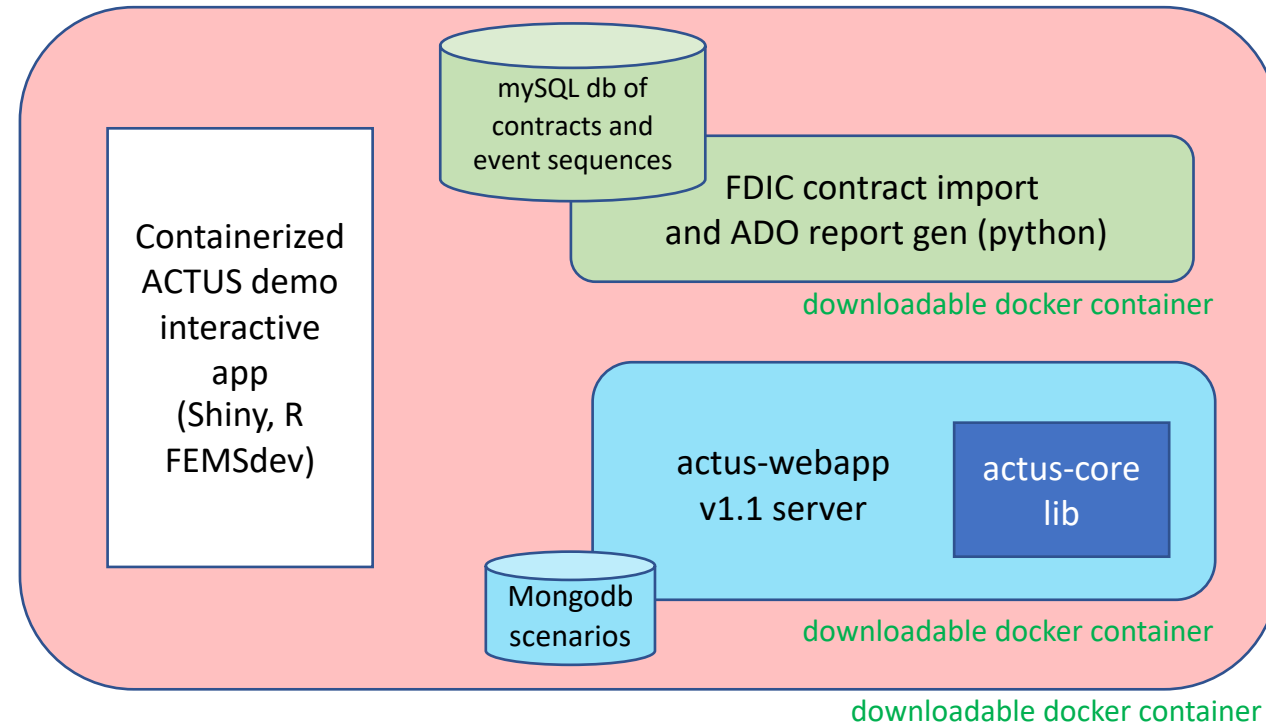 mySQL db of
contracts and
event sequences
FDIC contract import
and ADO report gen (python)
downloadable docker container
Containerized
ACTUS demo
interactive
app
(Shiny, R
FEMSdev)
actus-webapp
v1.1 server
actus-core
lib
Mongodb
scenarios
downloadable docker container
downloadable docker container